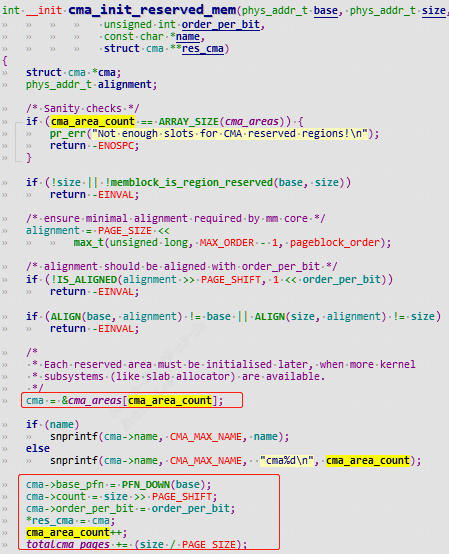 int __init cma_init_reserved_mem(phys_addr_t base, phys_addr_t size,
unsigned int order_per_bit,
const char *name,
struct cma **res_cma)
{
struct cma *cma;
phys_addr_t alignment;
/* Sanity checks */
if (cma_area_count == ARRAY_SIZE(cma_areas)) {
pr_err("Not enough slots for CMA reserved regions!\n");
return -ENOSPC;
}
if (!size || !memblock_is_region_reserved(base, size))
return -EINVAL;
/* ensure minimal alignment required by mm core */
alignment = PAGE_SIZE <<
max_t(unsigned long, MAX_ORDER - 1, pageblock_order);
/* alignment should be aligned with order_per_bit */
if (!IS_ALIGNED(alignment >> PAGE_SHIFT, 1 << order_per_bit))
return -EINVAL;
if (ALIGN(base, alignment) != base || ALIGN(size, alignment) != size)
return -EINVAL;
/*
* Each reserved area must be initialised later, when more kernel
* subsystems (like slab allocator) are available.
*/
cma = &cma_areas[cma_area_count];
if (name)
snprintf(cma->name, CMA_MAX_NAME, name);
else
snprintf(cma->name, CMA_MAX_NAME, "cma%d\n", cma_area_count);
cma->base_pfn = PFN_DOWN(base);
cma->count = size >> PAGE_SHIFT;
cma->order_per_bit = order_per_bit;
*res_cma = cma;
cma_area_count++;
totalcma_pages += (size / PAGE_SIZE);